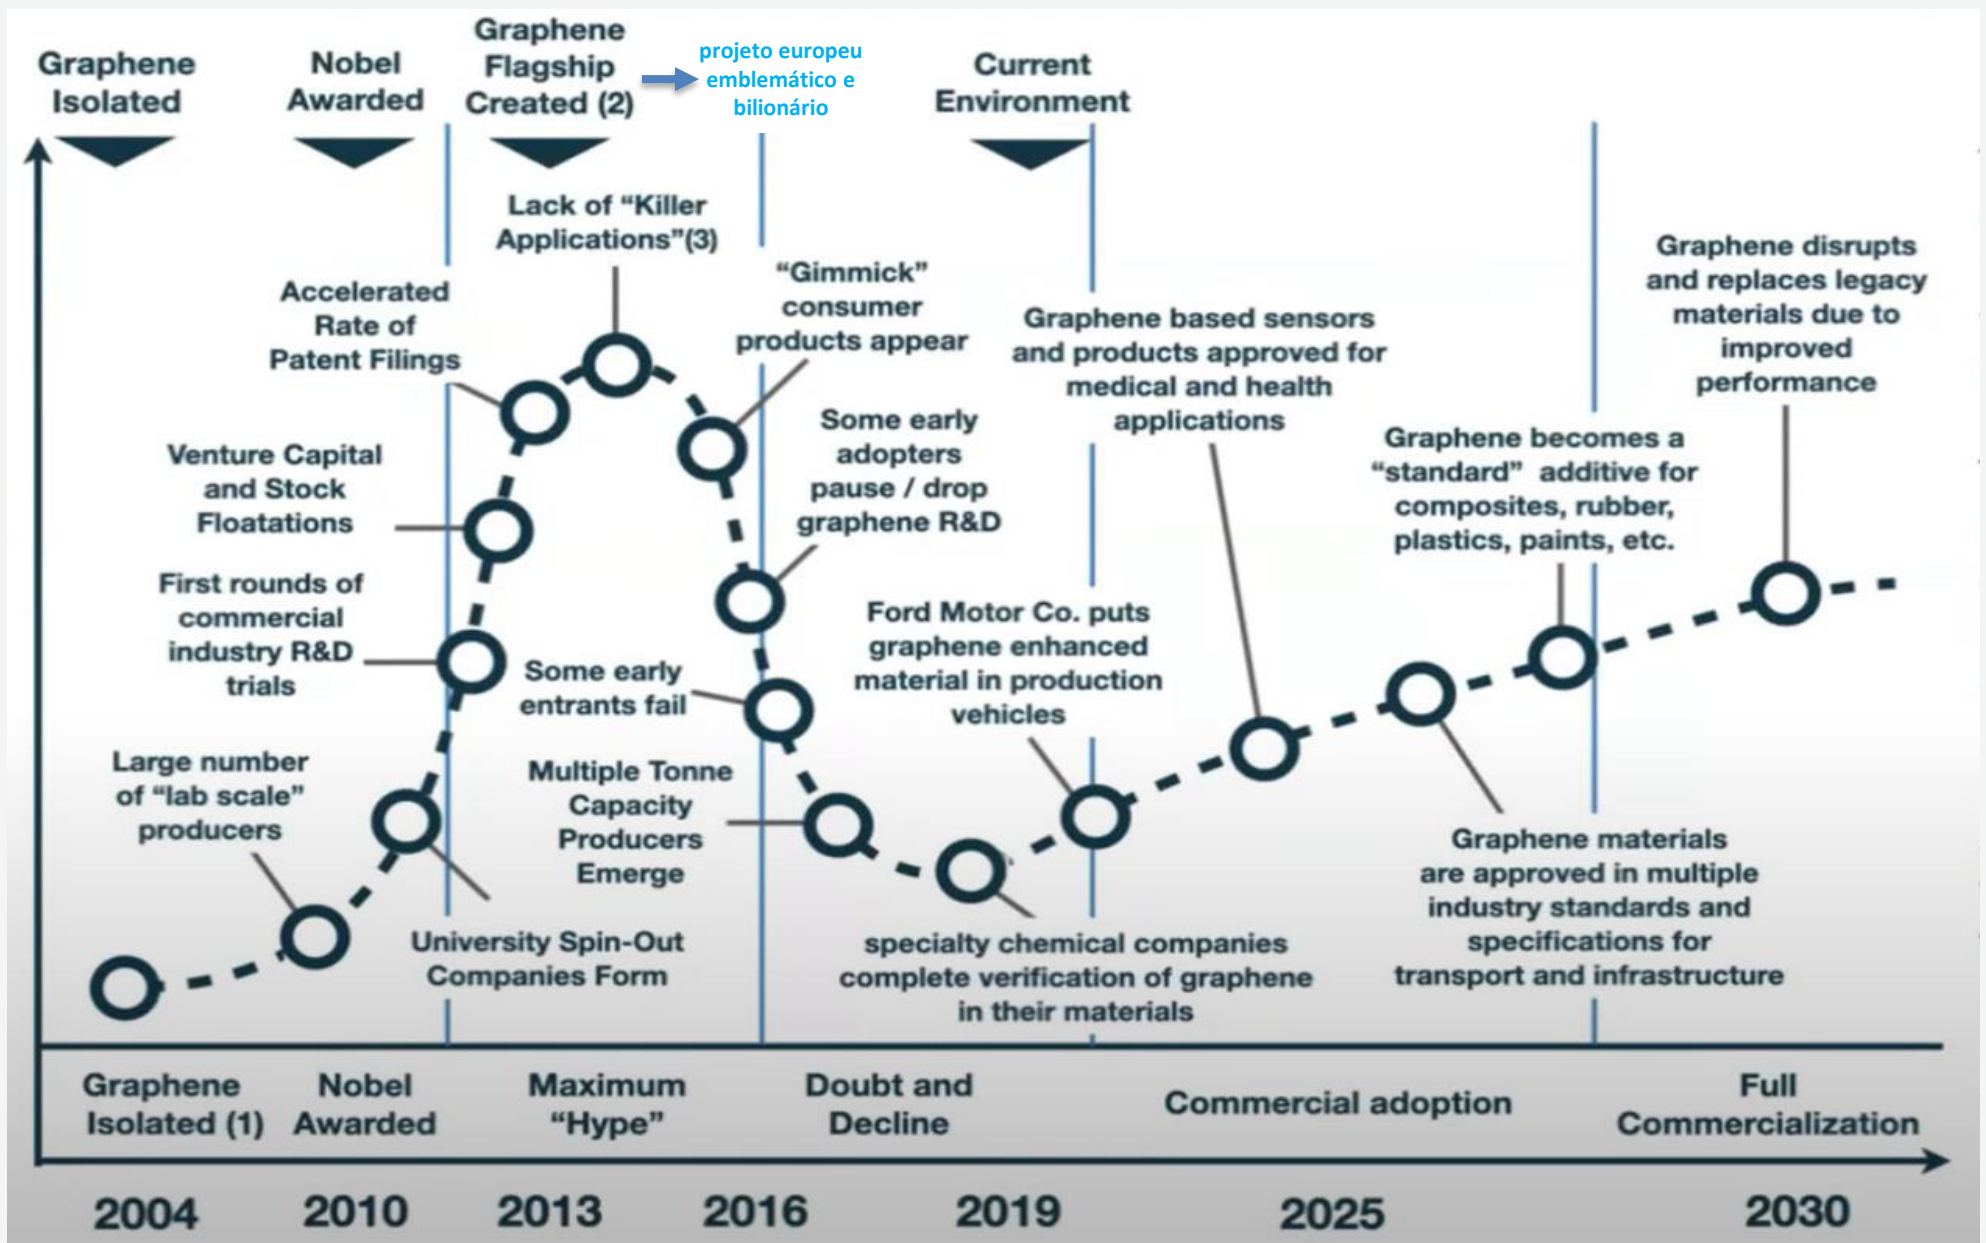 Graphene
Isolated
Nobel
Awarded
Graphene
Flagship
Created (2)
projeto europeu
emblemático e
bilionário
Current
Environment
Lack of “Killer
Applications”(3)
Accelerated
Rate of
Patent Filings
“Gimmick”
consumer
products appear
Venture Capital
and Stock
Floatations
Some early
adopters
pause / drop
graphene R&D
First rounds of
commercial
industry R&D
trials
Some early
entrants fail
Large number
of “lab scale”
producers
Multiple Tonne
Capacity
Producers
Emerge
University Spin-Out
Companies Form
Ford Motor Co. puts
graphene enhanced
material in production
vehicles
specialty chemical companies
complete verification of graphene
in their materials
Graphene based sensors
and products approved for
medical and health
applications
Graphene becomes a
“standard” additive for
composites, rubber,
plastics, paints, etc.
Graphene materials
are approved in multiple
industry standards and
specifications for
transport and infrastructure
Graphene disrupts
and replaces legacy
materials due to
improved
performance
Graphene
Isolated (1)
Nobel
Awarded
Maximum
“Hype”
Doubt and
Decline
Commercial adoption
Full
Commercialization
2004
2010
2013
2016
2019
2025
2030